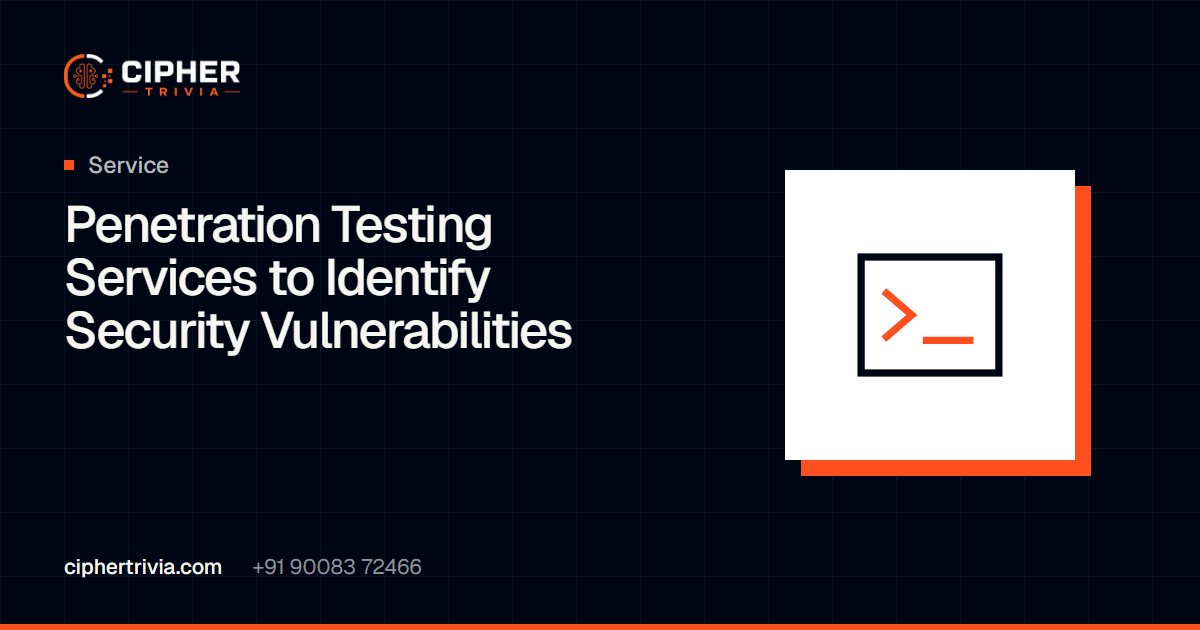 CIPHER
TRIVIA
Service
Penetration Testing
Services to Identify
Security Vulnerabilities
>_
ciphertrivia.com +91 90083 72466